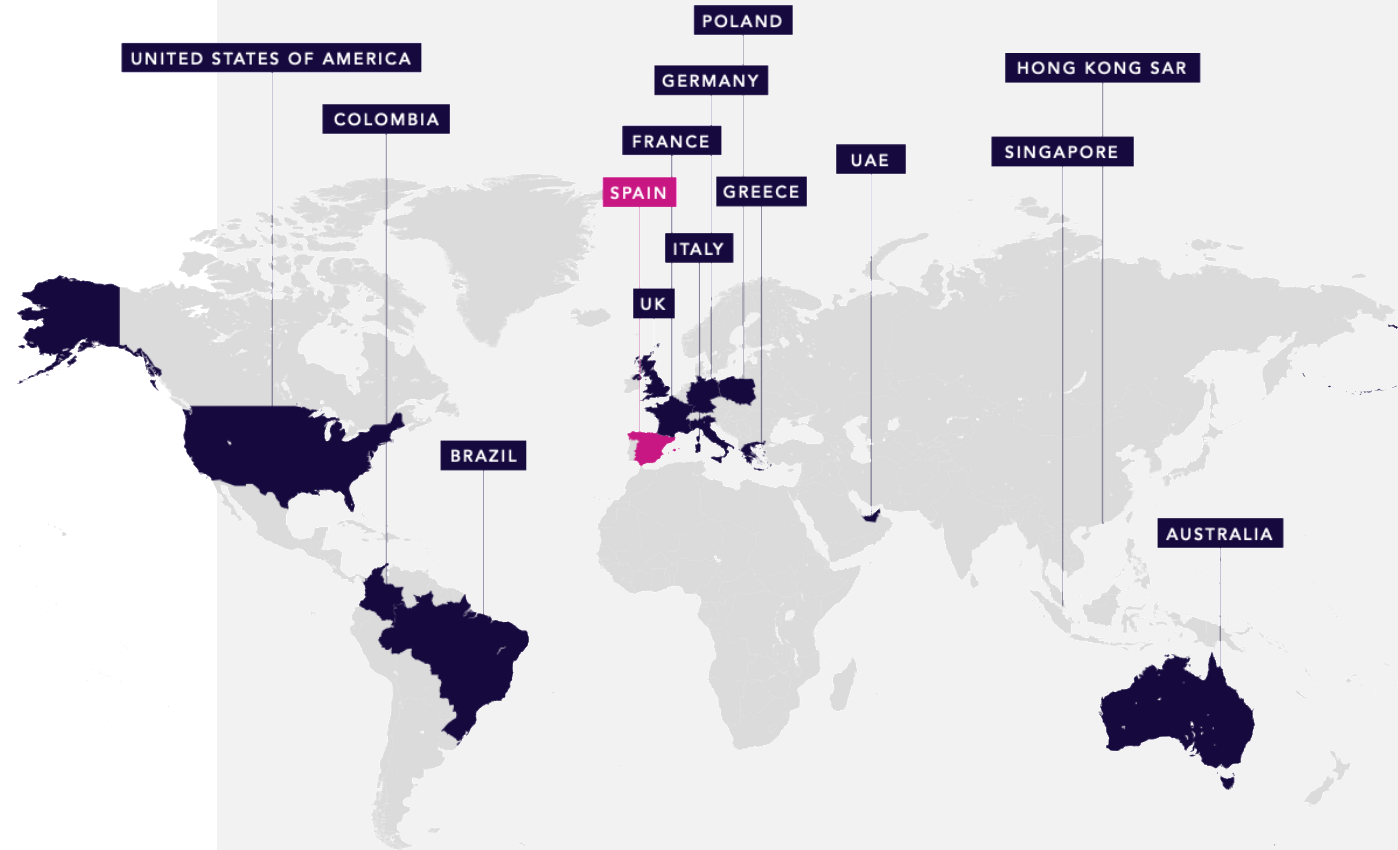 POLAND
UNITED STATES OF AMERICA
HONG KONG SAR
GERMANY
COLOMBIA
FRANCE
SINGAPORE
UAE
SPAIN
GREECE
ITALY
UK
BRAZIL
AUSTRALIA